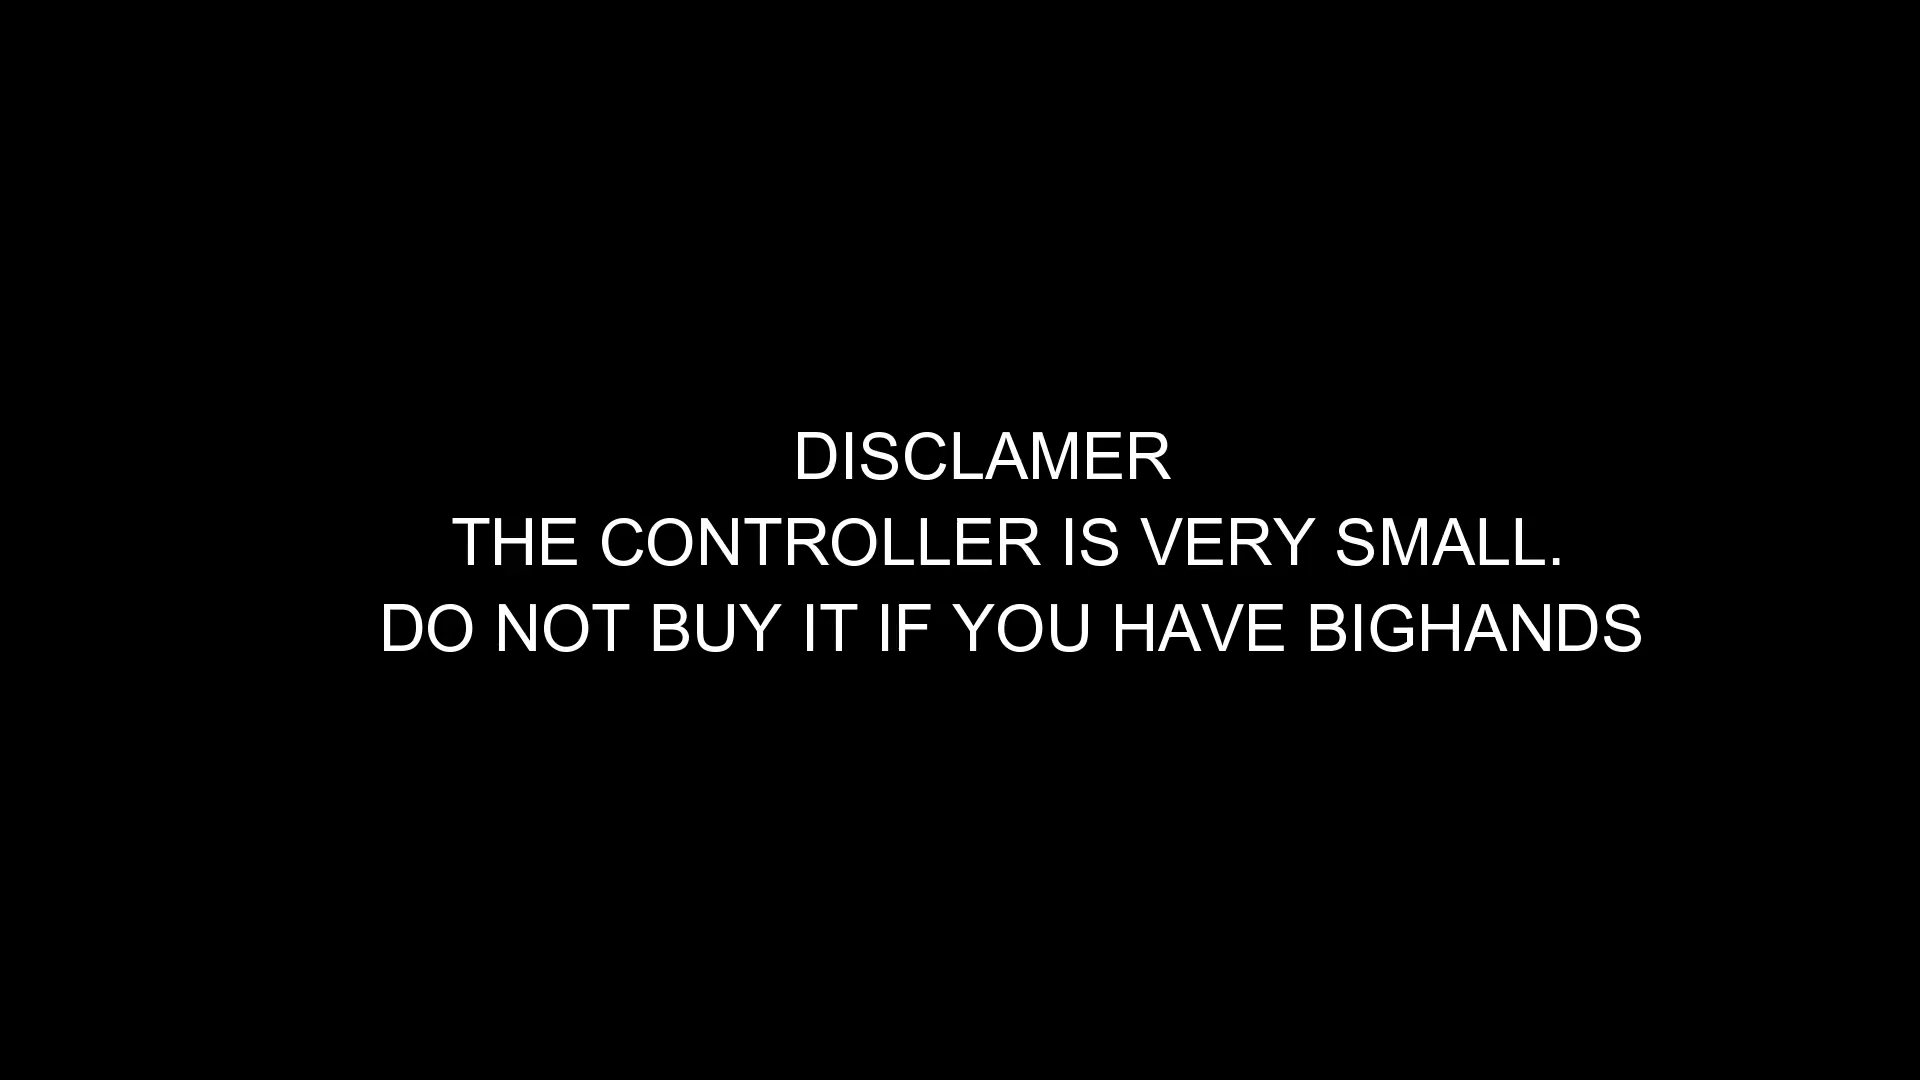 DISCLAMER
THE CONTROLLER IS VERY SMALL.
DO NOT BUY IT IF YOU HAVE BIGHANDS